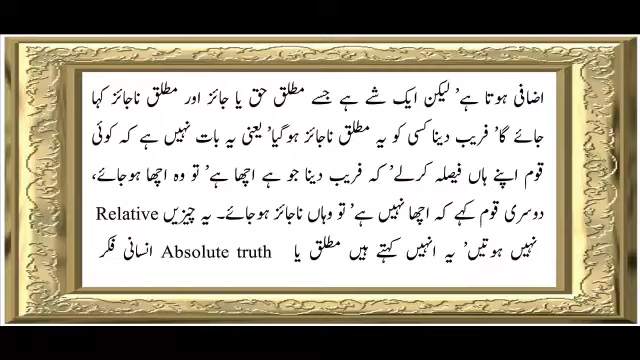 اضافی ہوتا ہے' لیکن ایک شے ہے جسے مطلق حق یا جائز اور مطلق ناجائز کہا
جائے گا' فریب دینا کسی کو یہ مطلق ناجائز ہوگیا' یعنی یہ بات نہیں ہے کہ کوئی
قوم اپنے ہاں فیصلہ کرلے' کہ فریب دینا جو ہے اچھا ہے' تو وہ اچھا ہوجائے،
دوسری قوم کہے کہ اچھا نہیں ہے' تو وہاں ناجائز ہوجائے۔ یہ چیزیں Relative
نہیں ہوتیں' یہ انہیں کہتے ہیں مطلق یا Absolute truth انسانی فکر